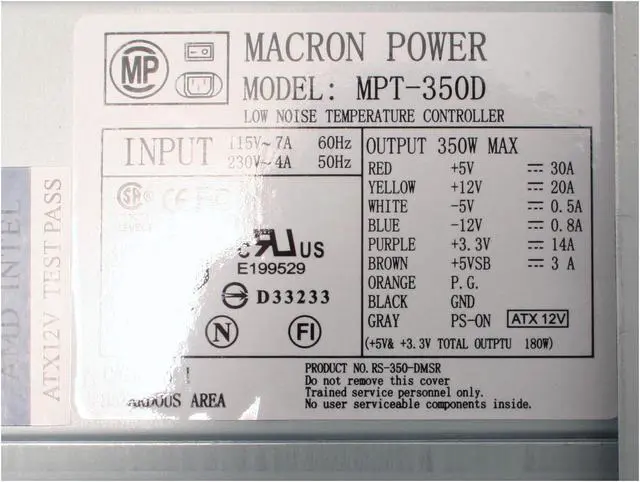 MP
MACRON POWER
MODEL: MPT-350D
LOW NOISE TEMPERATURE CONTROLLER
INPUT 115V~ 7A 60Hz
230V~ 4A 50Hz
OUTPUT 350W MAX
RED +5V 30A
YELLOW +12V 20A
WHITE -5V 0.5A
BLUE -12V 0.8A
PURPLE +3.3V 14A
BROWN +5VSB 3 A
ORANGE P.G.
BLACK GND
GRAY PS-ON ATX 12V
(+5V& +3.3V TOTAL OUTPTU 180W)
SA CE FC
C RU US
E199529
D33233
N FI
AREA
PRODUCT NO. RS-350-DMSR
Do not remove this cover
Trained service personnel only.
No user serviceable components inside.
AMD INTEL
ATX12V TEST PASS